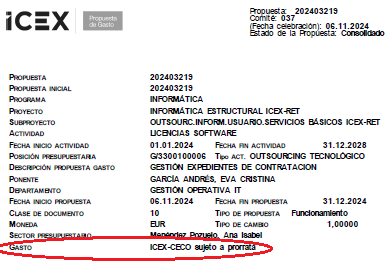 ICEX Propuesta de Gasto
Propuesta: 202403219
Comité: 037
(Fecha celebración): 06.11.2024
Estado de la Propuesta: Consolidado
PROPUESTA 202403219
PROPUESTA INICIAL 202403219
PROGRAMA INFORMÁTICA
PROYECTO INFORMÁTICA ESTRUCTURAL ICEX-RET
SUBPROYECTO OUTSOURC.INFORM.USUARIO.SERVICIOS BÁSICOS ICEX-RET
ACTIVIDAD LICENCIAS SOFTWARE
FECHA INICIO ACTIVIDAD 01.01.2024 FECHA FIN ACTIVIDAD 31.12.2028
POSICIÓN PRESUPUESTARIA G/3300100006 TIPO ACT. OUTSOURCING TECNOLÓGICO
DESCRIPCIÓN PROPUESTA GASTO GESTIÓN EXPEDIENTES DE CONTRATACION
PONENTE GARCÍA ANDRÉS, EVA CRISTINA
DEPARTAMENTO GESTIÓN OPERATIVA IT
FECHA INICIO PROPUESTA 06.11.2024 FECHA FIN PROPUESTA 31.12.2024
CLASE DE DOCUMENTO 10 TIPO DE PROPUESTA Funcionamiento
MONEDA EUR TIPO DE CAMBIO 1,00000
SECTOR PRESUPUESTARIO Menéndez Pozuelo, Ana Isabel
GASTO ICEX-CECO sujeto a prorrata